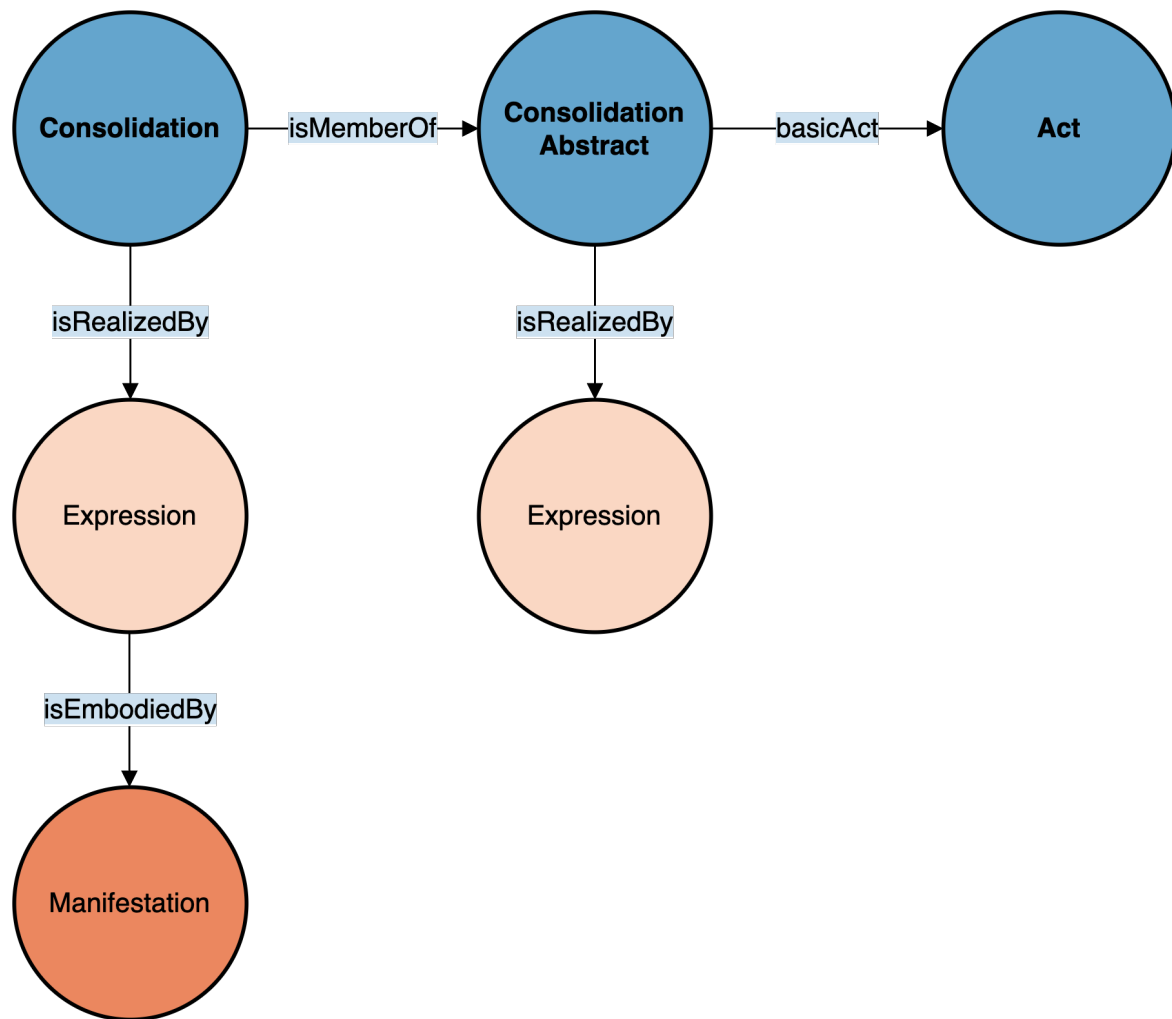 Consolidation
isMemberOf
Consolidation
Abstract
basicAct
Act
isRealizedBy
isRealizedBy
Expression
Expression
isEmbodiedBy
Manifestation